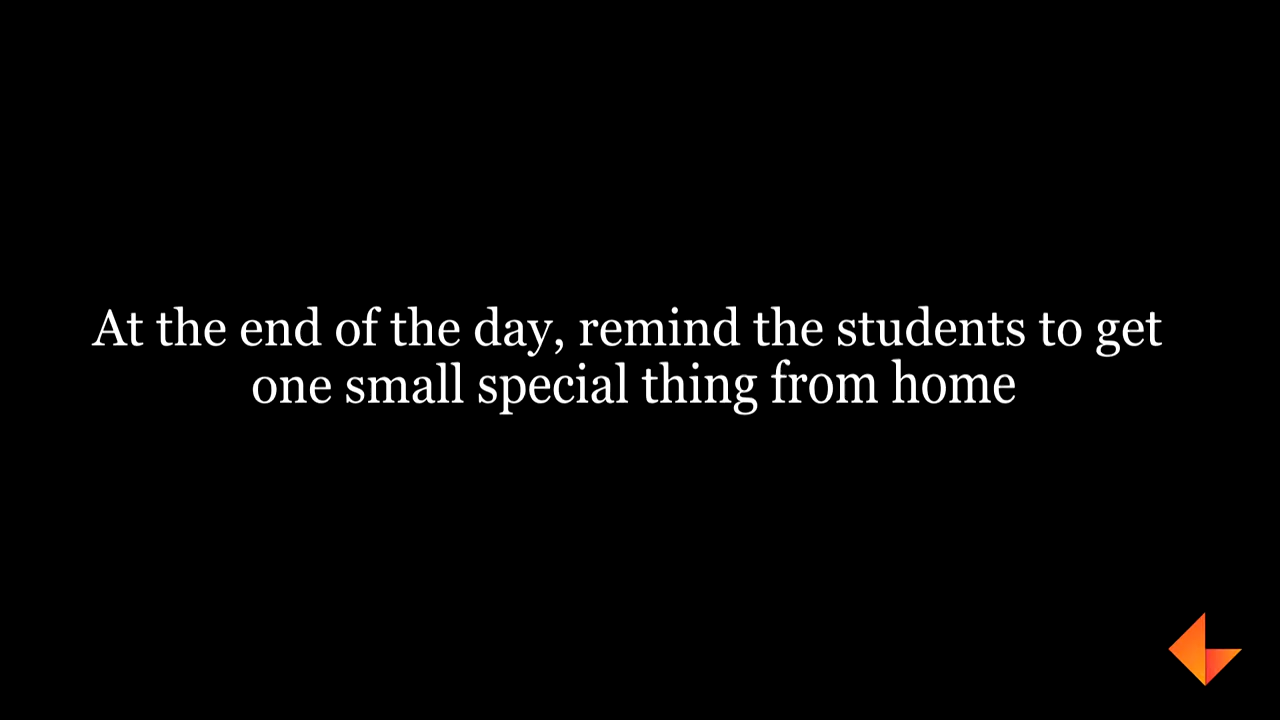 At the end of the day, remind the students to get
one small special thing from home